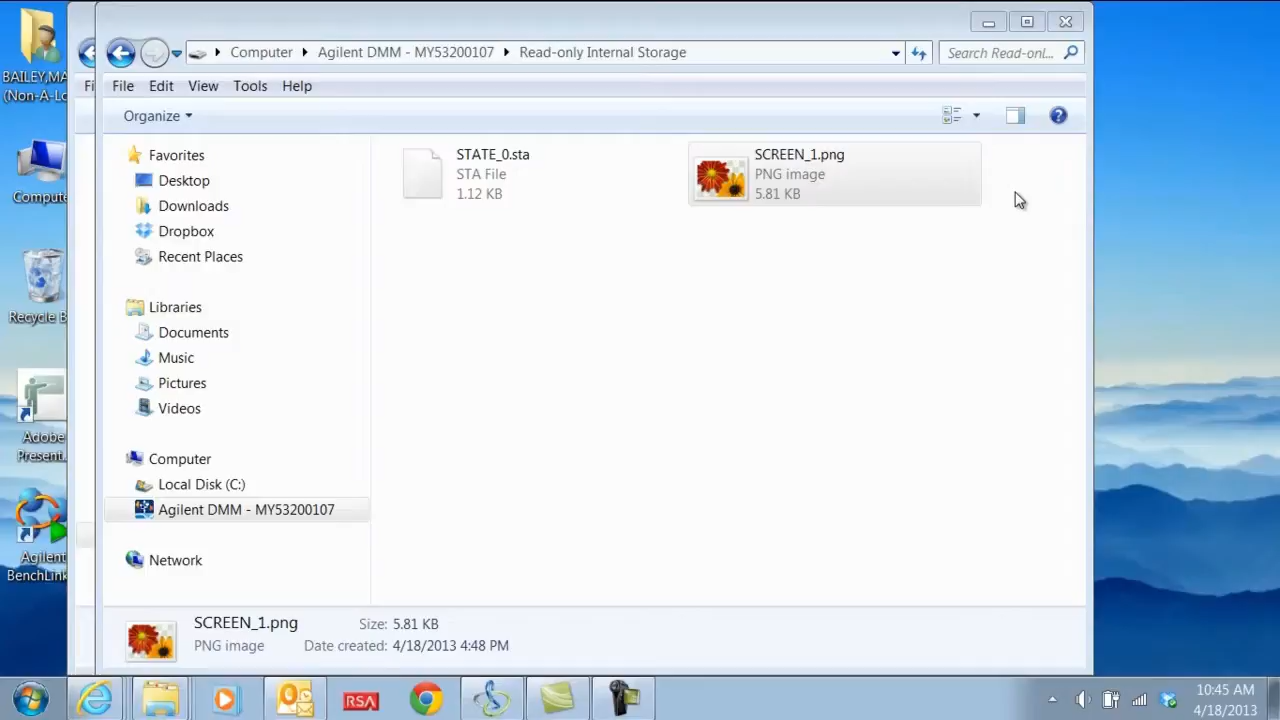 BAILEY,MA
(Non-A-Lo
Compute
Recycle B
Adobe
Present.
Agilent
BenchLink
Fi
Computer
Agilent DMM - MY53200107
Read-only Internal Storage
Search Read-onl...
File Edit View Tools Help
Organize
Favorites
Desktop
Downloads
Dropbox
Recent Places
Libraries
Documents
Music
Pictures
Videos
Computer
Local Disk (C:)
Agilent DMM - MY53200107
Network
STATE_0.sta
STA File
1.12 KB
SCREEN_1.png
PNG image
5.81 KB
SCREEN_1.png
PNG image
Size: 5.81 KB
Date created: 4/18/2013 4:48 PM
RSA
10:45 AM
4/18/2013